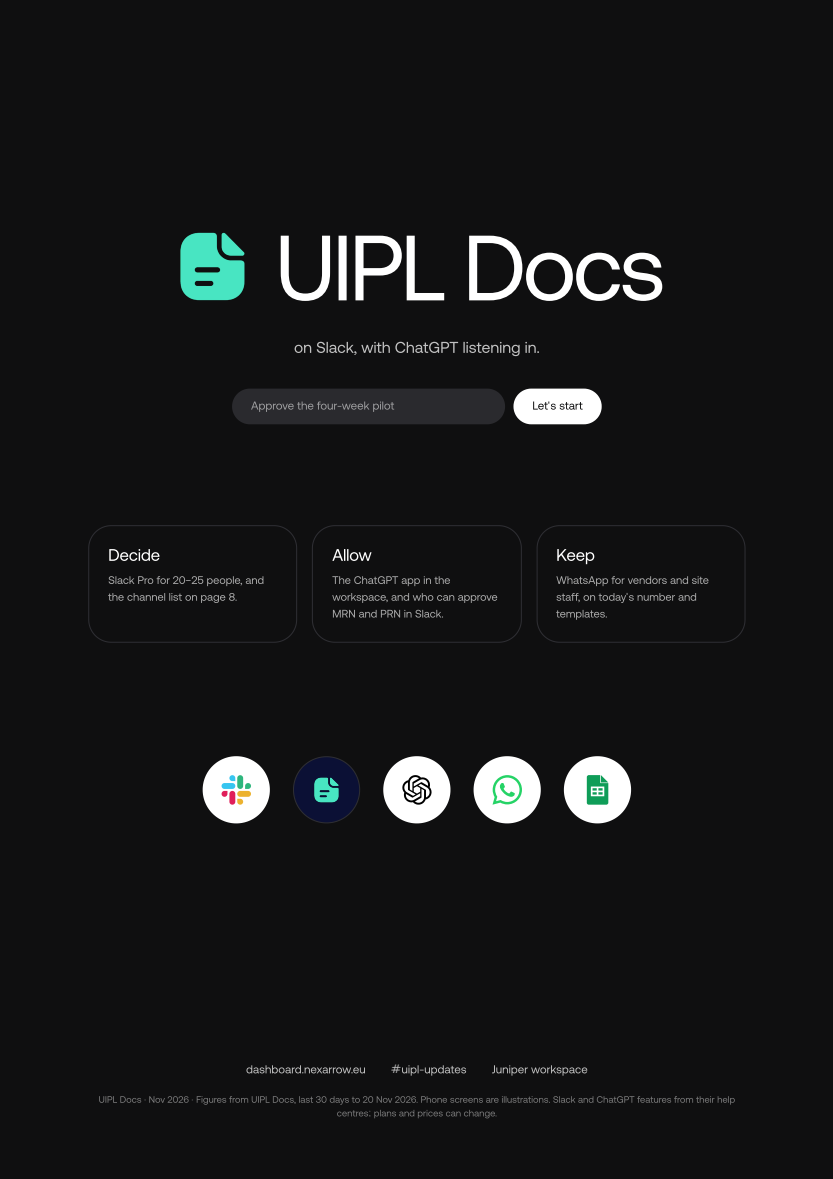 UIPL Docs
on Slack, with ChatGPT listening in.
Approve the four-week pilot
Let's start
Decide
Slack Pro for 20–25 people, and
the channel list on page 8.
Allow
The ChatGPT app in the
workspace, and who can approve
MRN and PRN in Slack.
Keep
WhatsApp for vendors and site
staff, on today's number and
templates.
dashboard.nexarrow.eu
#uipl-updates
Juniper workspace
UIPL Docs · Nov 2026 · Figures from UIPL Docs, last 30 days to 20 Nov 2026. Phone screens are illustrations. Slack and ChatGPT features from their help
centres; plans and prices can change.